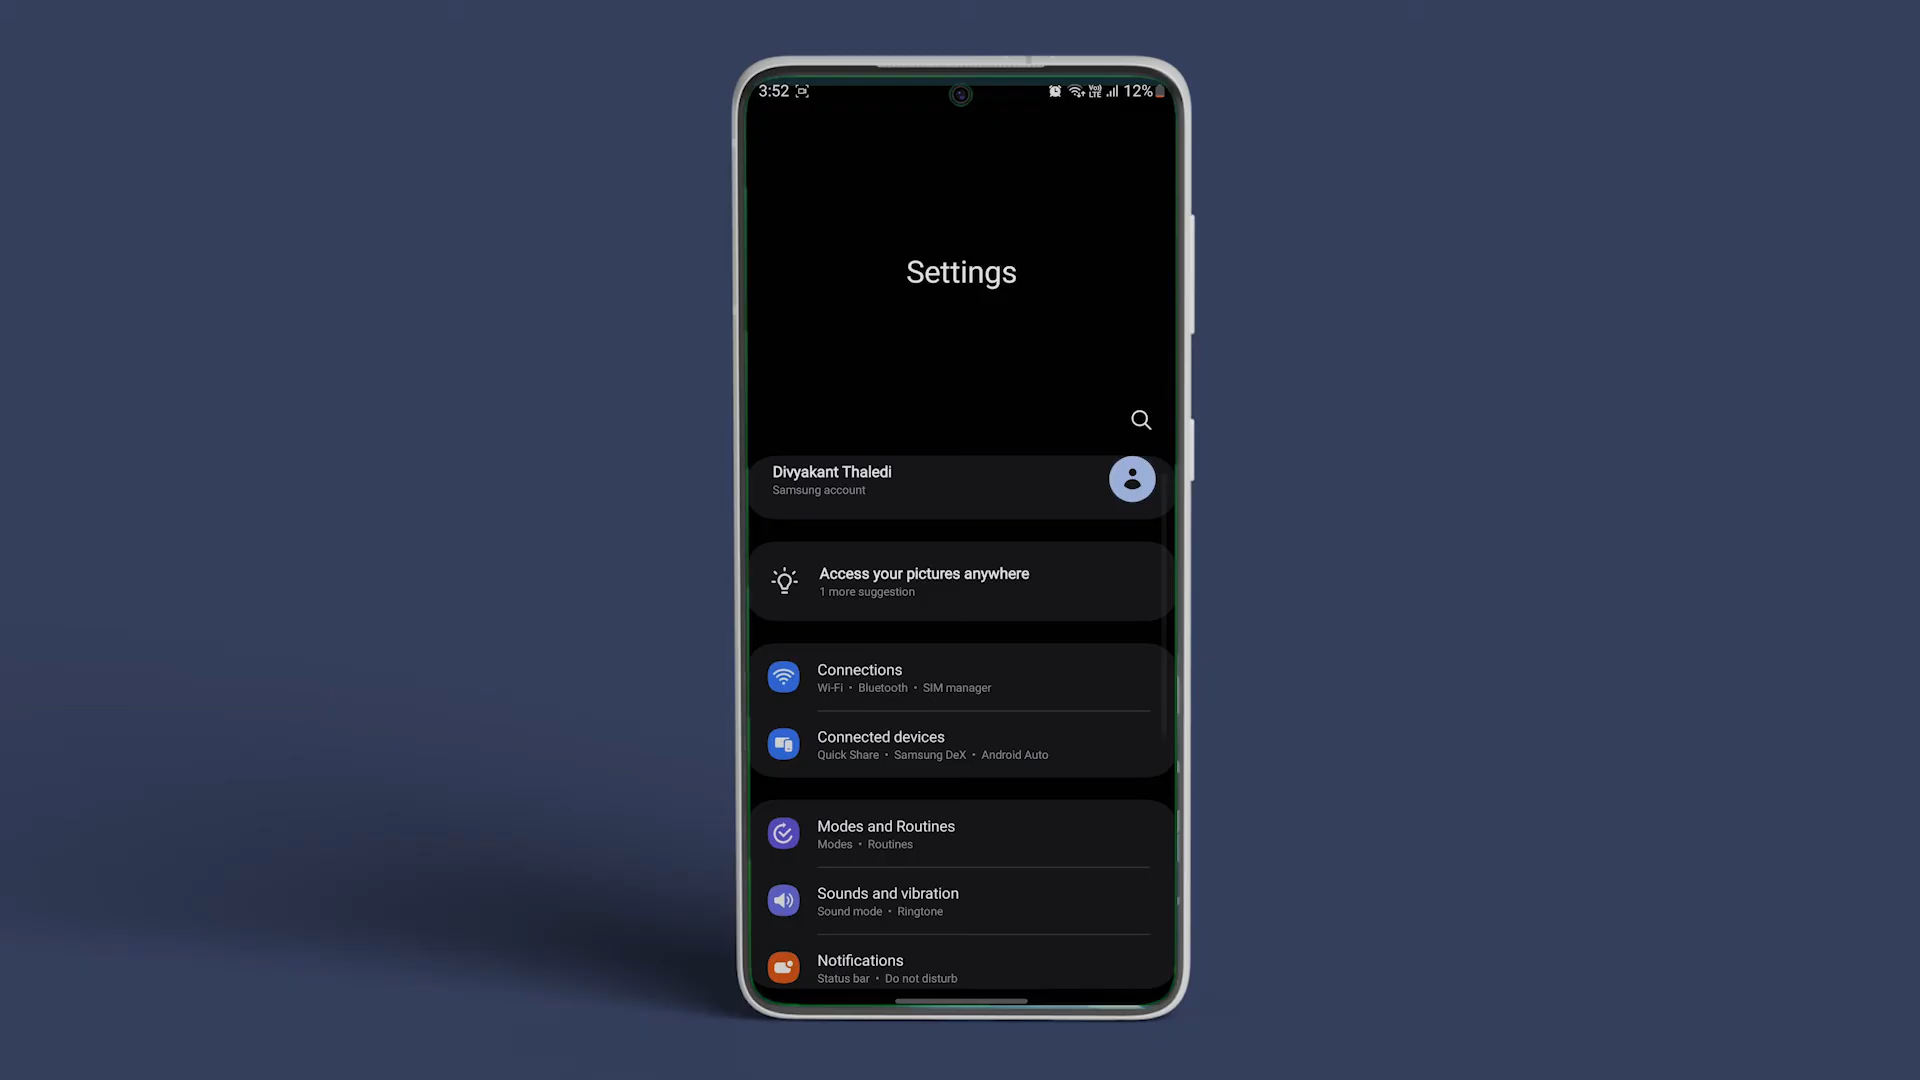 3:52 Vo) LTE 12%
Settings
Divyakant Thaledi
Samsung account
Access your pictures anywhere
1 more suggestion
Connections
Wi-Fi • Bluetooth • SIM manager
Connected devices
Quick Share • Samsung DeX • Android Auto
Modes and Routines
Modes • Routines
Sounds and vibration
Sound mode • Ringtone
Notifications
Status bar • Do not disturb